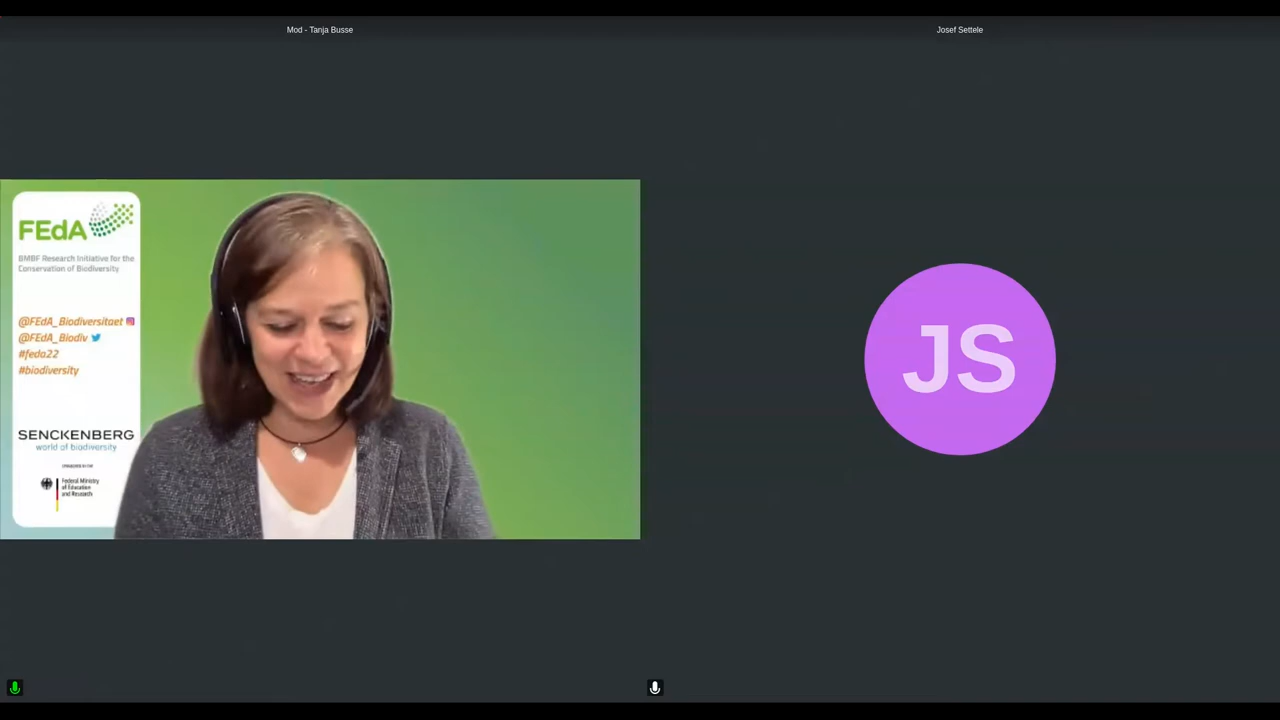 Mod - Tanja Busse
Josef Settele
FEdA
BMBF Research Initiative for the
Conservation of Biodiversity
@FEdA_Biodiversitaet
@FEdA_Biodiv
#feda22
#biodiversity
SENCKENBERG
world of biodiversity
Federal Ministry
of Education
and Research
JS